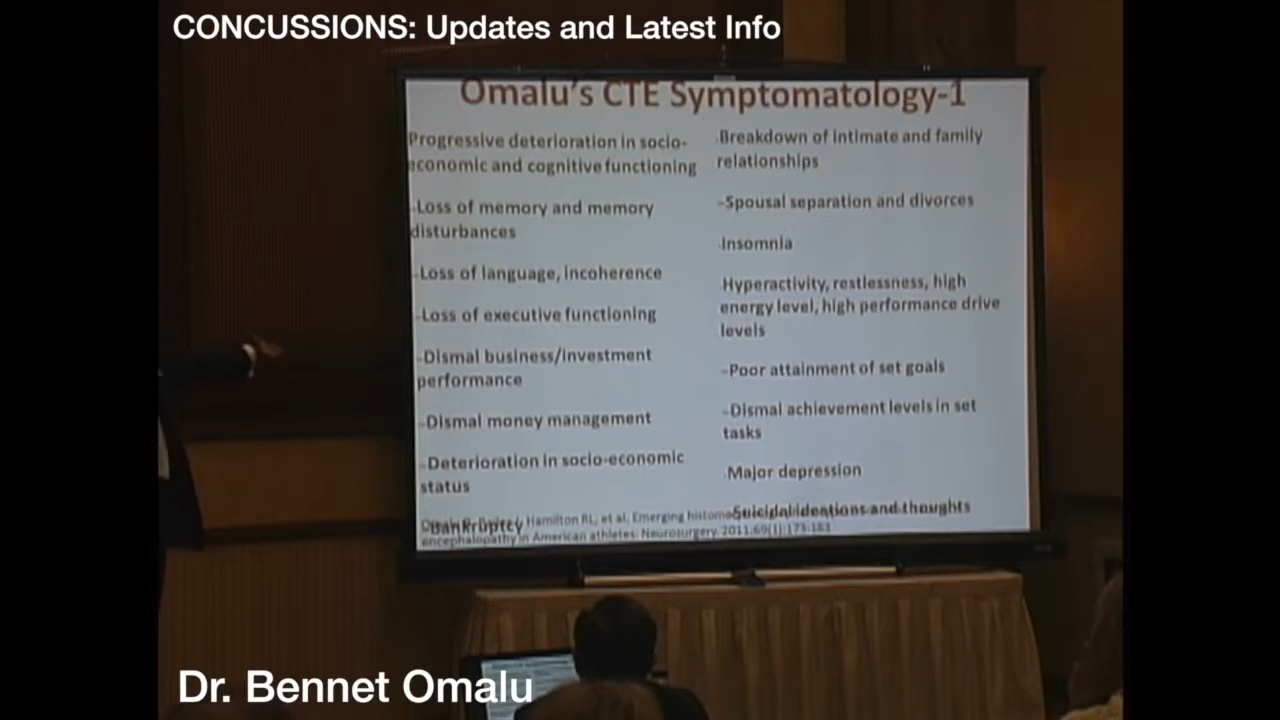 CONCUSSIONS: Updates and Latest Info
Omalu's CTE Symptomatology-1
Progressive deterioration in socio-
economic and cognitive functioning
-Loss of memory and memory
disturbances
-Loss of language, incoherence
-Loss of executive functioning
-Dismal business/investment
performance
-Dismal money management
-Deterioration in socio-economic
status
-Bankruptcy
Breakdown of intimate and family
relationships
-Spousal separation and divorces
Insomnia
Hyperactivity, restlessness, high
energy level, high performance drive
levels
-Poor attainment of set goals
-Dismal achievement levels in set
tasks
Major depression
-Suicidal ideations and thoughts
Hamilton RL, et al. Emerging
encephalopathy in American athletes. Neurosurgery. 2011;69(1):173-183
Dr. Bennet Omalu